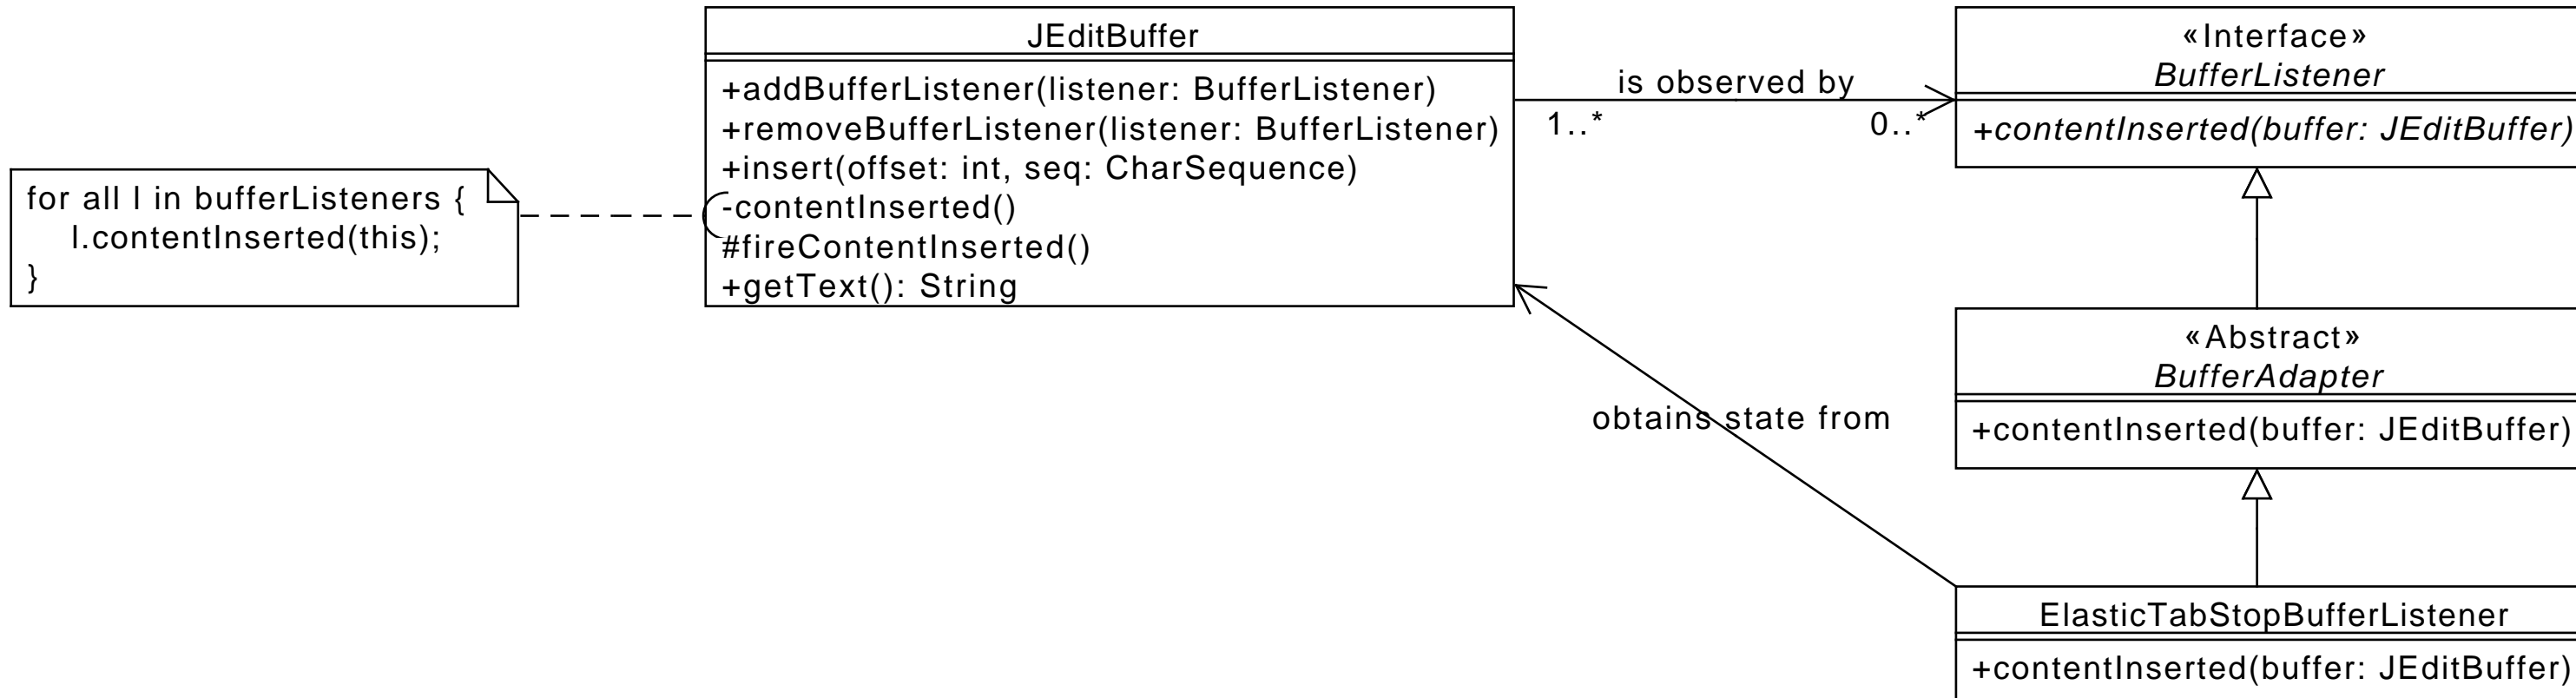 for all l in bufferListeners {
l.contentInserted(this);
}
JEditBuffer
+addBufferListener(listener: BufferListener)
+removeBufferListener(listener: BufferListener)
+insert(offset: int, seq: CharSequence)
-contentInserted()
#fireContentInserted()
+getText(): String
is observed by
1..*
0..*
«Interface»
BufferListener
+contentInserted(buffer: JEditBuffer)
«Abstract»
BufferAdapter
+contentInserted(buffer: JEditBuffer)
obtains state from
ElasticTabStopBufferListener
+contentInserted(buffer: JEditBuffer)